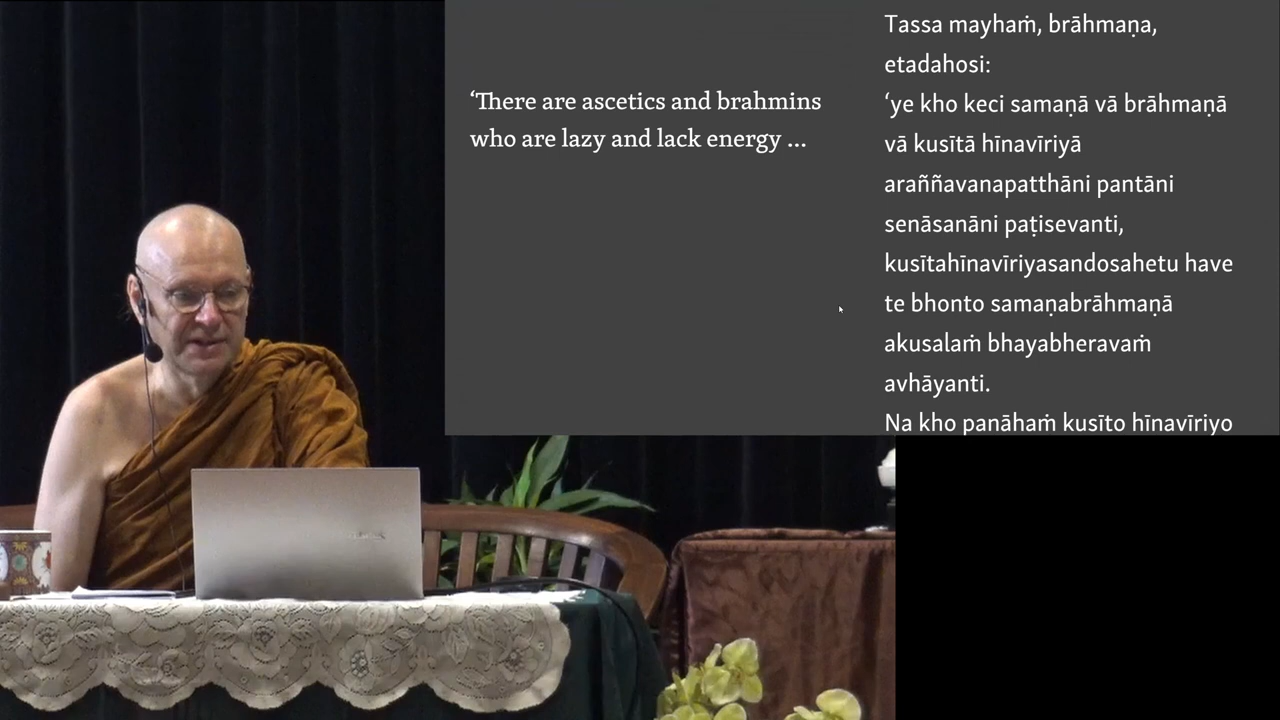 ‘There are ascetics and brahmins
who are lazy and lack energy ...
Tassa mayhaṁ, brāhmaṇa,
etadahosi:
‘ye kho keci samaṇā vā brāhmaṇā
vā kusītā hīnavīriyā
araññavanapatthāni pantāni
senāsanāni paṭisevanti,
kusītahīnavīriyasandosahetu have
te bhonto samaṇabrāhmaṇā
akusalaṁ bhayabheravaṁ
avhāyanti.
Na kho panāhaṁ kusīto hīnavīriyo